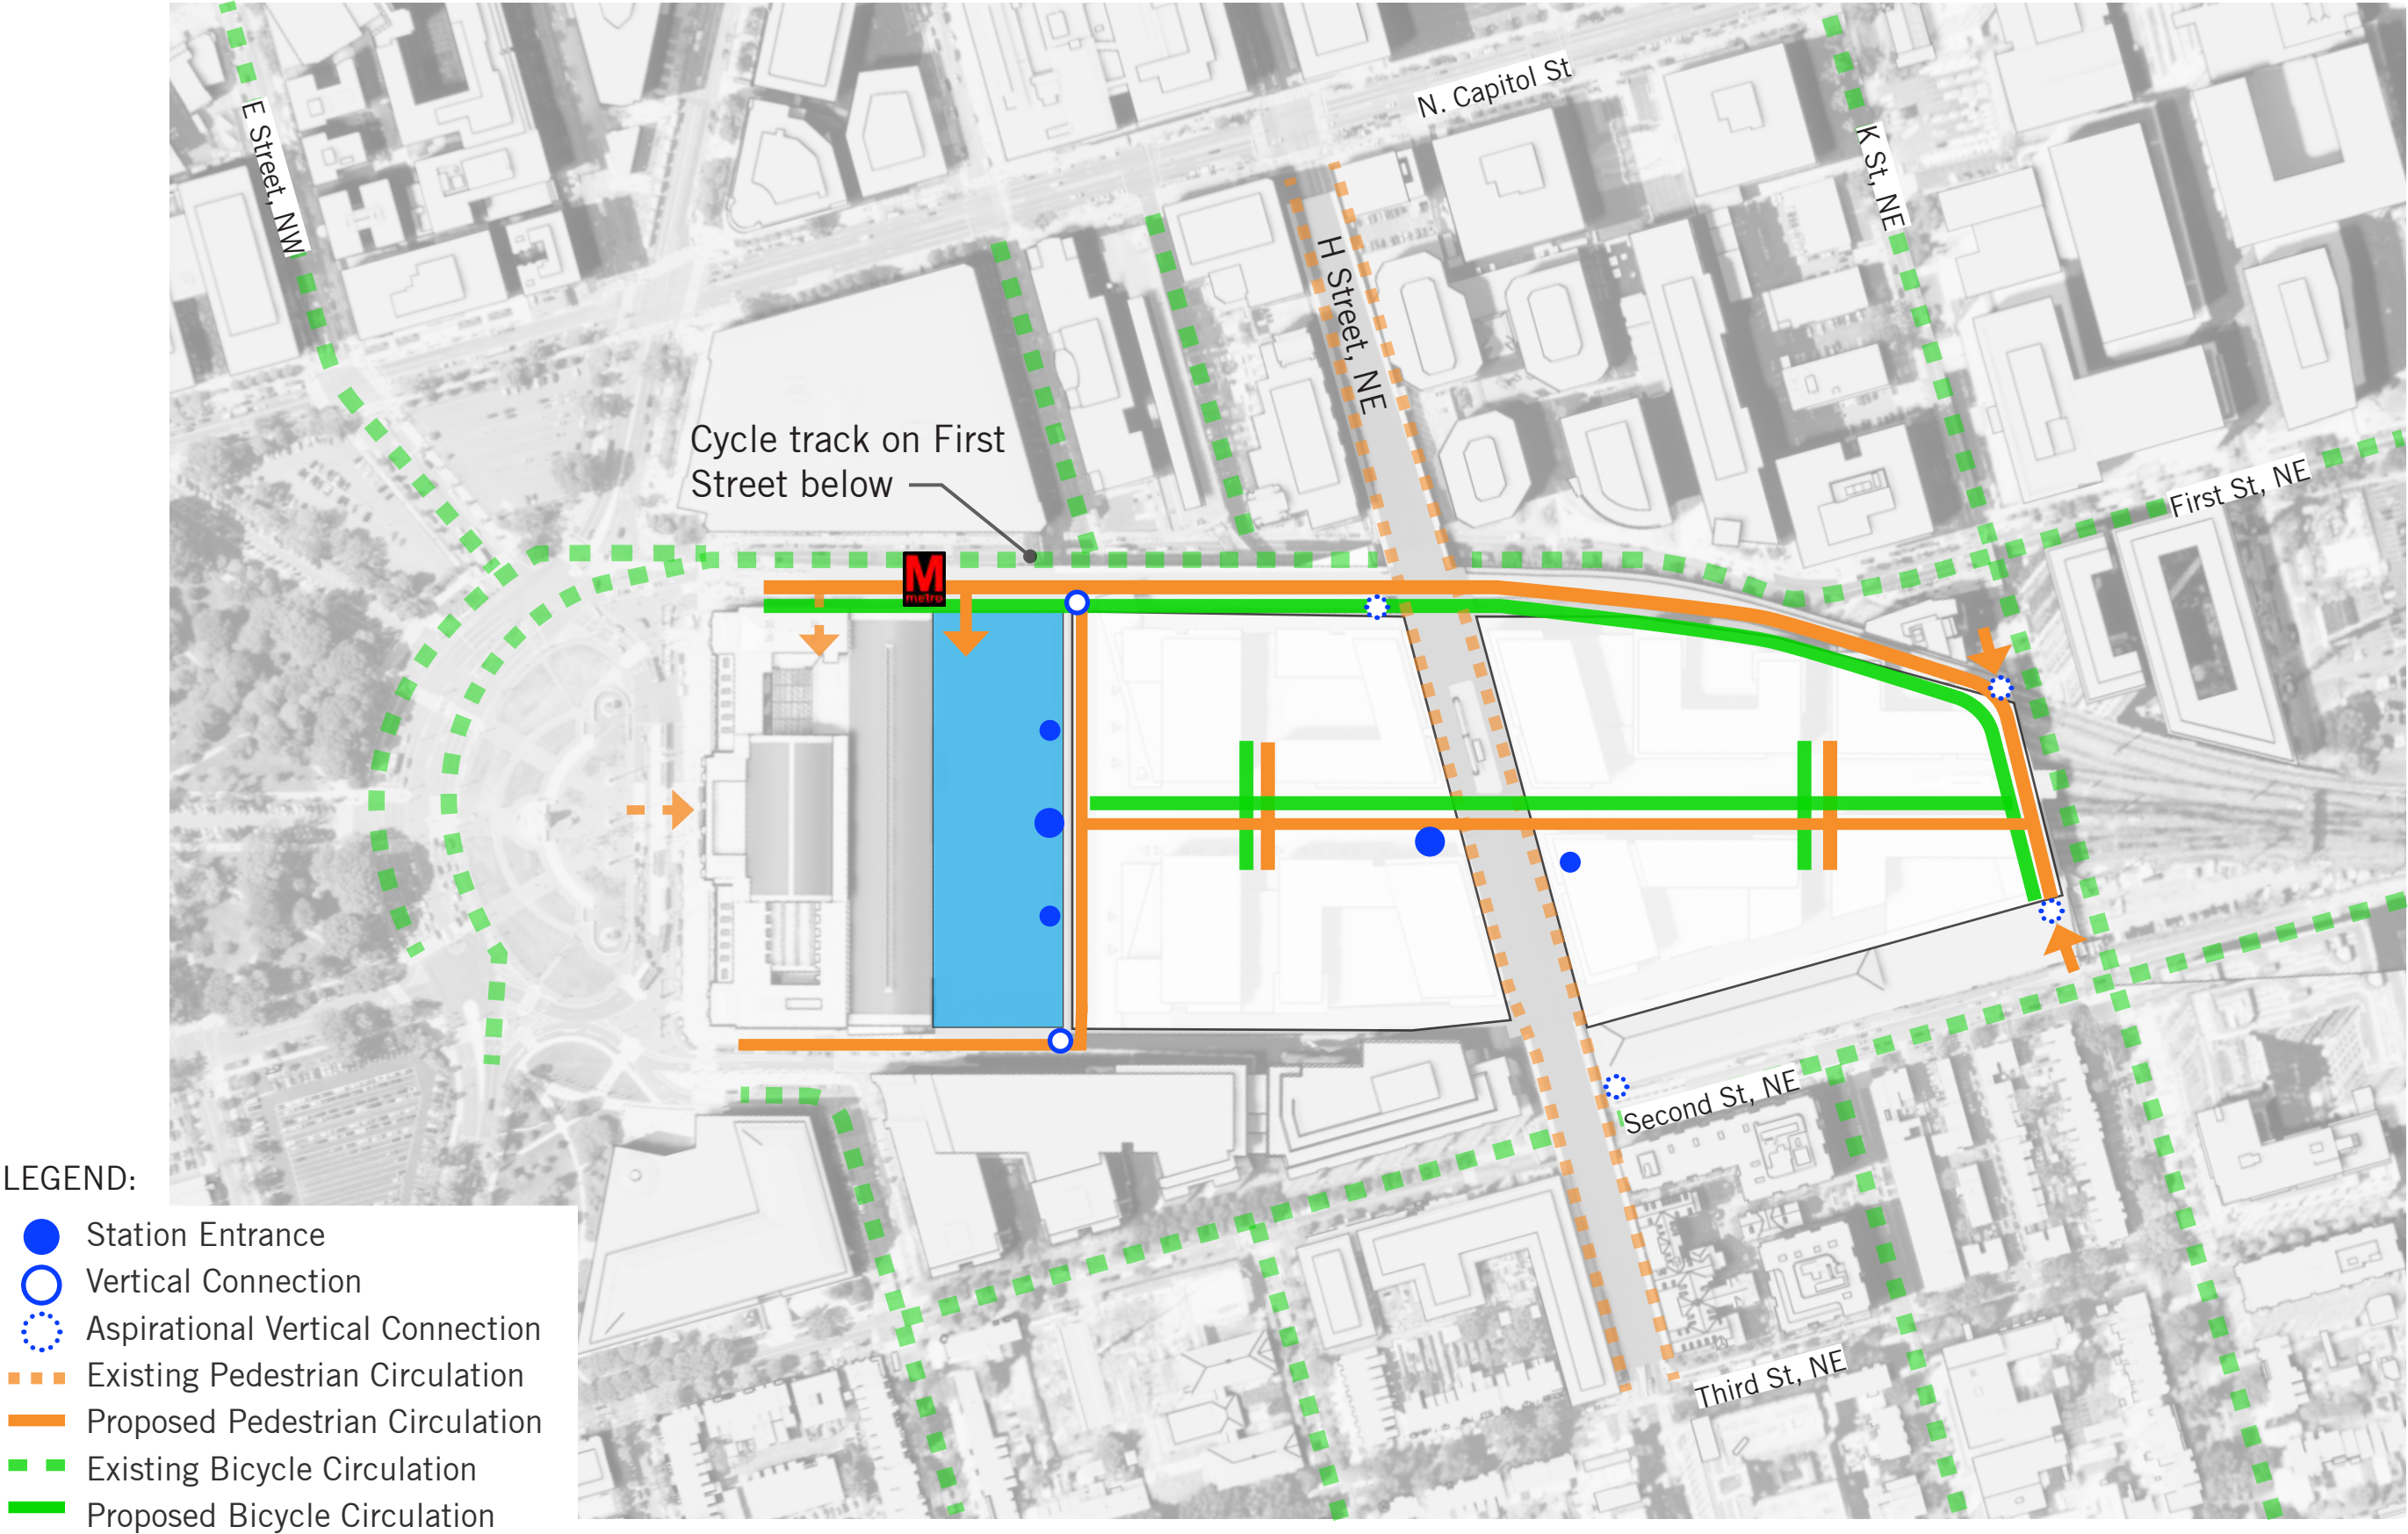 E Street, NW
N. Capitol St
K St, NE
H Street, NE
Cycle track on First
Street below
First St, NE
M
metro
Second St, NE
Third St, NE
LEGEND:
Station Entrance
Vertical Connection
Aspirational Vertical Connection
Existing Pedestrian Circulation
Proposed Pedestrian Circulation
Existing Bicycle Circulation
Proposed Bicycle Circulation